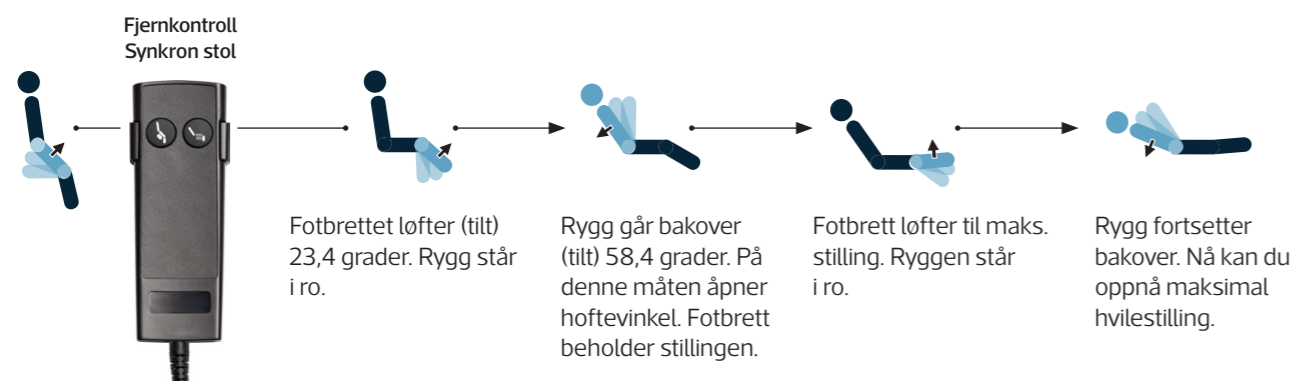 Fjernkontroll
Synkron stol
Fotbrettet løfter (tilt)
23,4 grader. Rygg står
i ro.
Rygg går bakover
(tilt) 58,4 grader. På
denne måten åpner
hoftevinkel. Fotbrett
beholder stillingen.
Fotbrett løfter til maks.
stilling. Ryggen står
i ro.
Rygg fortsetter
bakover. Nå kan du
oppnå maksimal
hvilestilling.